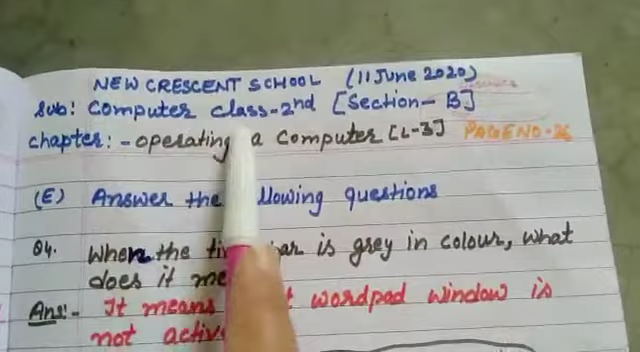 NEW CRESCENT SCHOOL (11 June 2020)
Sub: Computer class-2nd [Section-B]
chapter:- operating a Computer [L-3] PAGE NO-26
(E) Answer the llowing questions
Q4. When the ti ar is grey in colour, what
does it me
Ans:- It means t wordpad window is
not activ